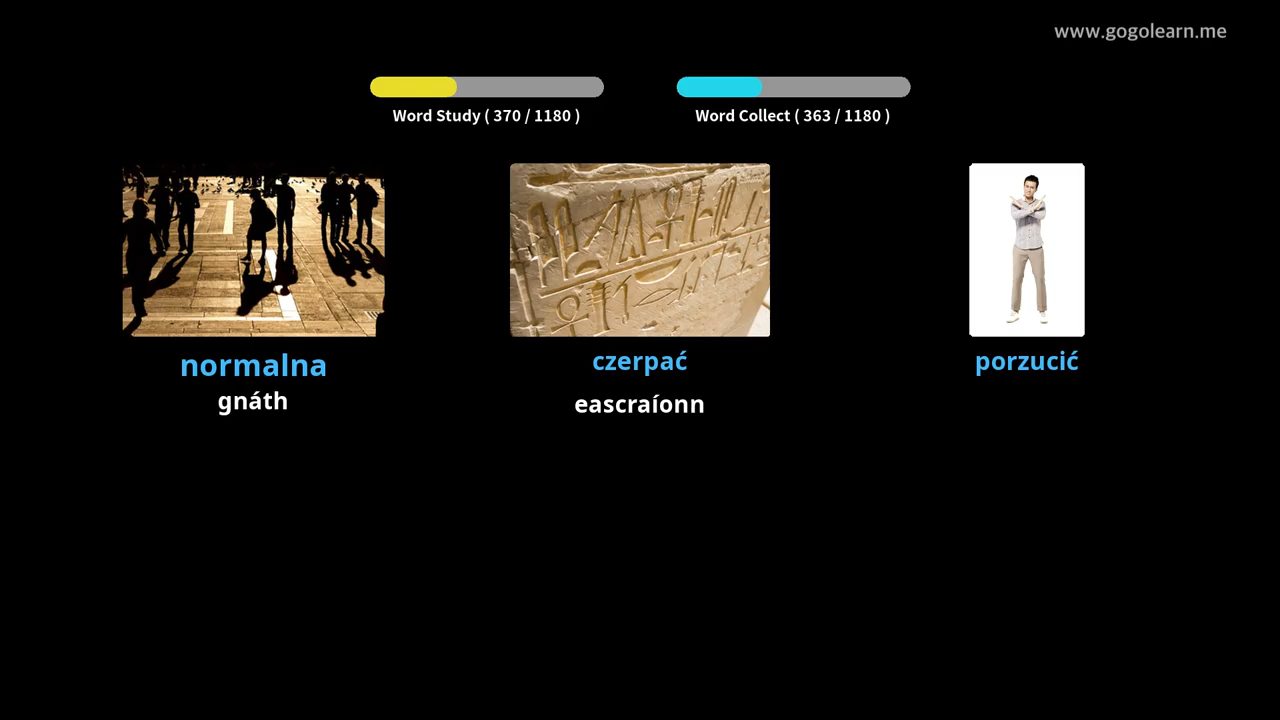 www.gogolearn.me
Word Study ( 370 / 1180 )
Word Collect ( 363 / 1180 )
normalna
gnáth
czerpać
eascraíonn
porzucić